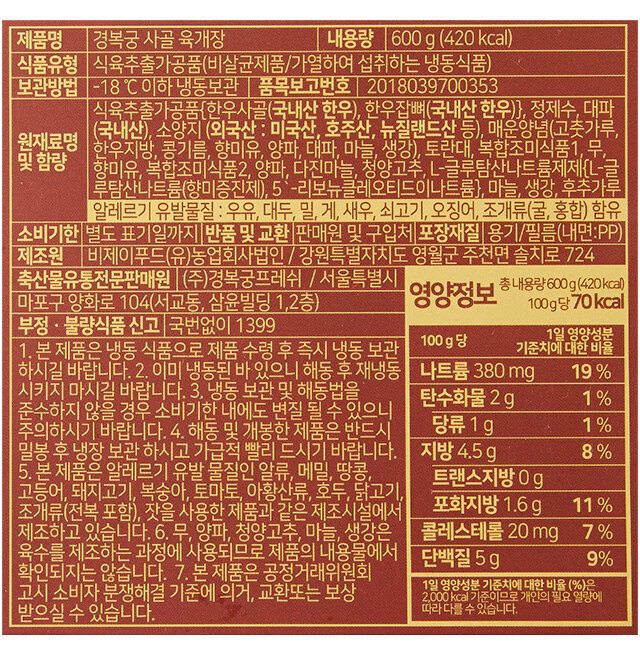 제품명 경복궁 사골 육개장 내용량 600 g (420 kcal)
식품유형 식육추출가공품(비살균제품/가열하여 섭취하는 냉동식품)
보관방법 -18 ℃ 이하 냉동보관 품목보고번호 2018039700353
원재료명 및 함량
식육추출가공품{한우사골(국내산 한우), 한우잡뼈(국내산 한우)}, 정제수, 대파
(국내산), 소양지 (외국산 : 미국산, 호주산, 뉴질랜드산 등), 매운양념(고춧가루,
한우지방, 콩기름, 향미유, 양파, 대파, 마늘, 생강), 토란대, 복합조미식품1, 무,
향미유, 복합조미식품2, 양파, 다진마늘, 청양고추, L-글루탐산나트륨제제{L-글
루탐산나트륨(향미증진제), 5`-리보뉴클레오티드이나트륨}, 마늘, 생강, 후추가루
알레르기 유발물질 : 우유, 대두, 밀, 게, 새우, 쇠고기, 오징어, 조개류(굴, 홍합) 함유
소비기한 별도 표기일까지 반품 및 교환 판매원 및 구입처 포장재질 용기/필름(내면:PP)
제조원 비제이푸드(유)농업회사법인 / 강원특별자치도 영월군 주천면 솔치로 724
축산물유통전문판매원 (주)경복궁프레쉬 / 서울특별시
마포구 양화로 104(서교동, 삼윤빌딩 1,2층)
부정 · 불량식품 신고 국번없이 1399
1. 본 제품은 냉동 식품으로 제품 수령 후 즉시 냉동 보관
하시길 바랍니다. 2. 이미 냉동된 바 있으니 해동 후 재냉동
시키지 마시길 바랍니다. 3, 냉동 보관 및 해동법을
준수하지 않을 경우 소비기한 내에도 변질 될 수 있으니
주의하시기 바랍니다. 4. 해동 및 개봉한 제품은 반드시
밀봉 후 냉장 보관 하시고 가급적 빨리 드시기 바랍니다.
5. 본 제품은 알레르기 유발 물질인 알류, 메밀, 땅콩,
고등어, 돼지고기, 복숭아, 토마토, 아황산류, 호두, 닭고기,
조개류(전복 포함), 잣을 사용한 제품과 같은 제조시설에서
제조하고 있습니다. 6. 무, 양파, 청양고추, 마늘, 생강은
육수를 제조하는 과정에 사용되므로 제품의 내용물에서
확인되지는 않습니다. 7. 본 제품은 공정거래위원회
고시 소비자 분쟁해결 기준에 의거, 교환또는 보상
받으실 수 있습니다.
영양정보 총 내용량 600 g (420 kcal)
100 g당 70 kcal
100 g 당 1일 영양성분 기준치에 대한 비율
나트륨 380 mg 19 %
탄수화물 2 g 1 %
당류 1 g 1 %
지방 4.5 g 8 %
트랜스지방 0 g
포화지방 1.6 g 11 %
콜레스테롤 20 mg 7 %
단백질 5 g 9%
1일 영양성분 기준치에 대한 비율 (%)은
2,000 kcal 기준이므로 개인의 필요 열량에
따라 다를 수 있습니다.